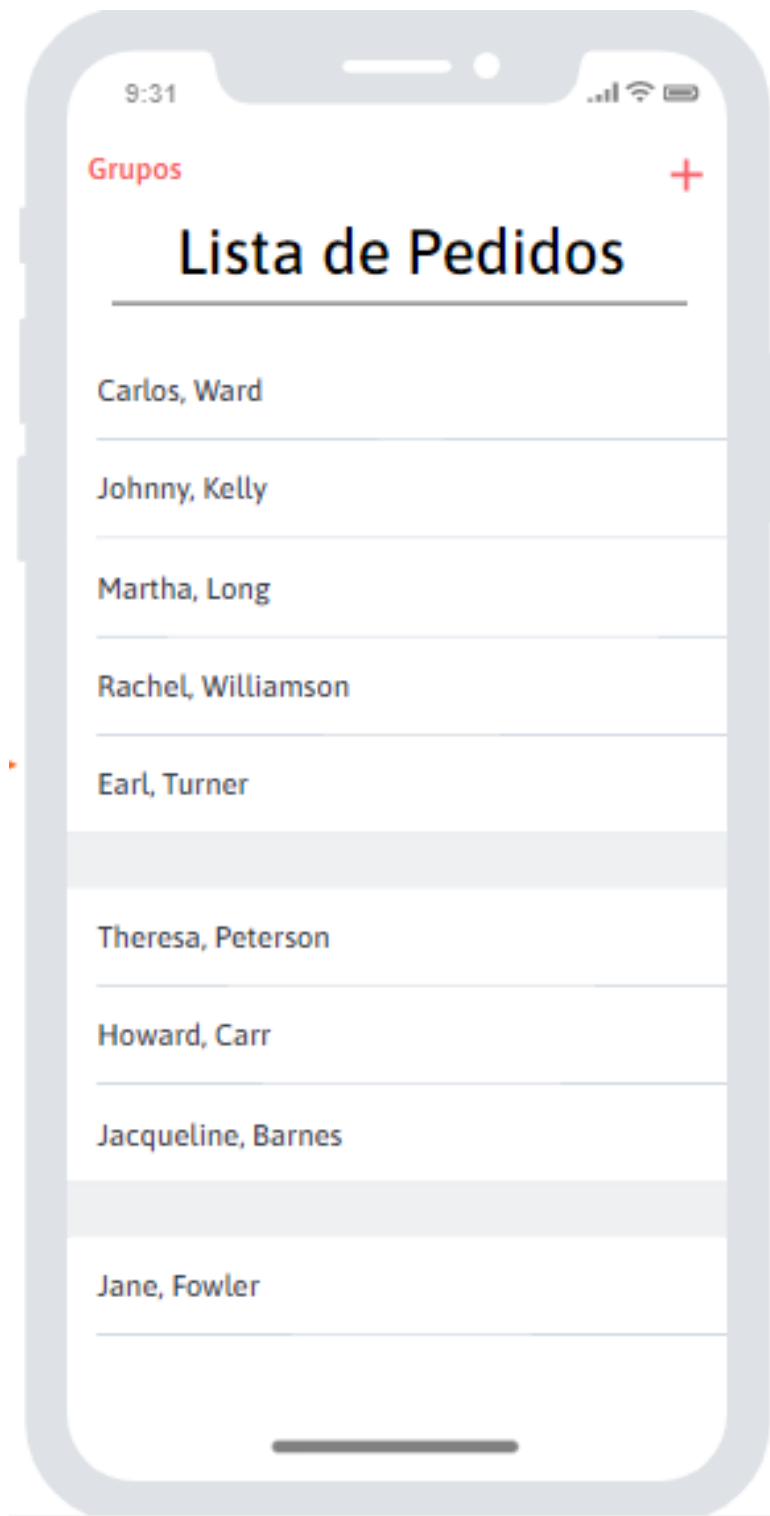 9:31
Grupos
Lista de Pedidos
Carlos, Ward
Johnny, Kelly
Martha, Long
Rachel, Williamson
Earl, Turner
Theresa, Peterson
Howard, Carr
Jacqueline, Barnes
Jane, Fowler